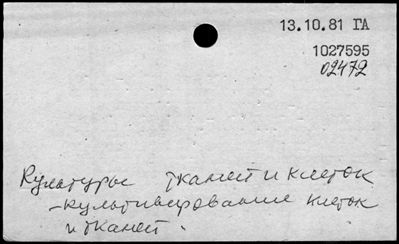 13.10.81 ГА
1027595
02472
Культуры тканей и клеток
- культивирование клеток
и тканей.